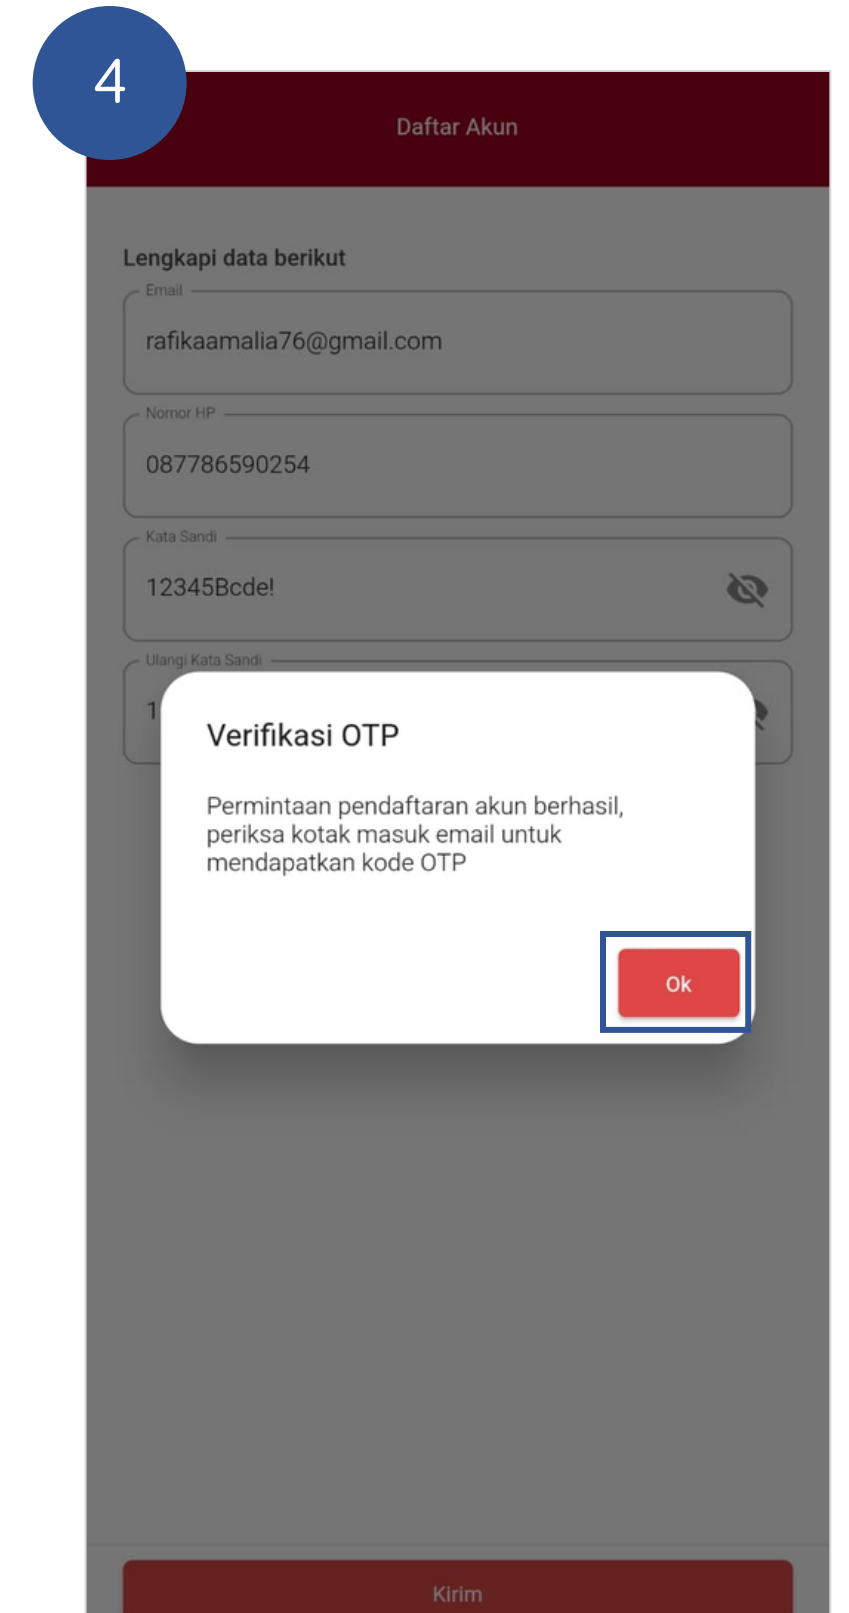 4
Daftar Akun
Lengkapi data berikut
Email
rafikaamalia76@gmail.com
Nomor HP
087786590254
Kata Sandi
12345Bcde!
Ulangi Kata Sandi
1
Verifikasi OTP
Permintaan pendaftaran akun berhasil,
periksa kotak masuk email untuk
mendapatkan kode OTP
Ok
Kirim